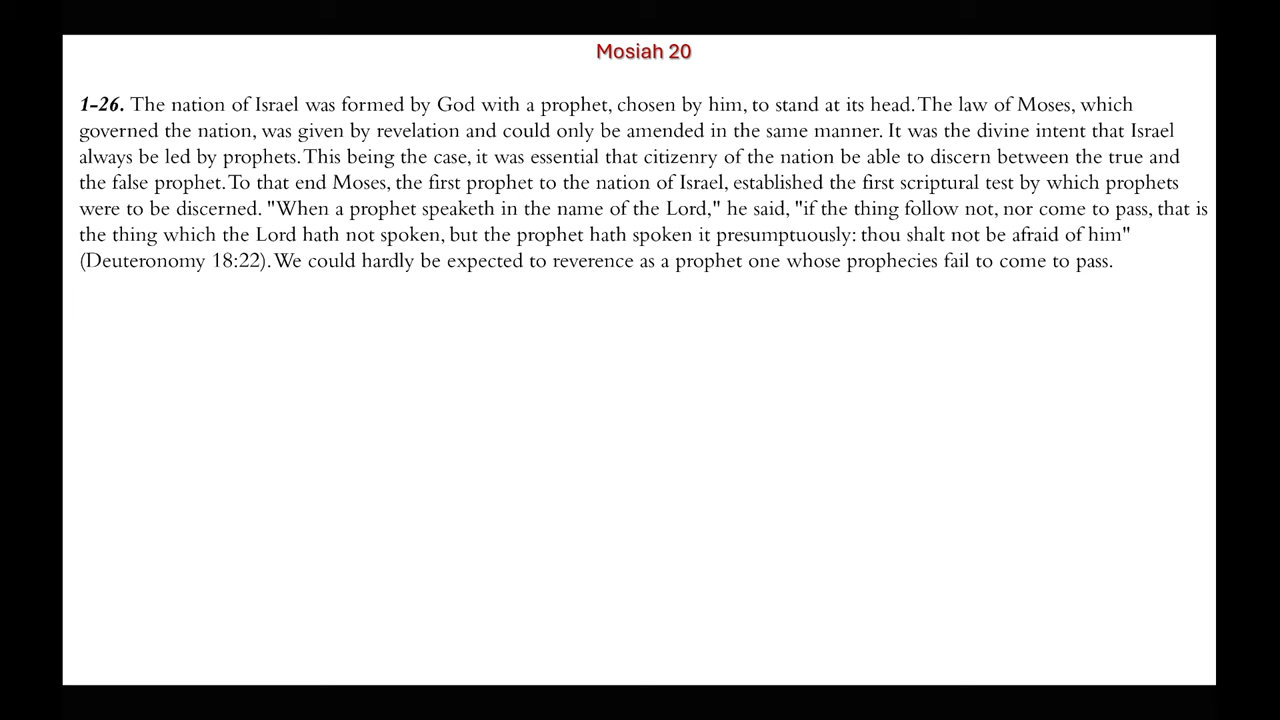 Mosiah 20
1-26. The nation of Israel was formed by God with a prophet, chosen by him, to stand at its head. The law of Moses, which
governed the nation, was given by revelation and could only be amended in the same manner. It was the divine intent that Israel
always be led by prophets. This being the case, it was essential that citizenry of the nation be able to discern between the true and
the false prophet. To that end Moses, the first prophet to the nation of Israel, established the first scriptural test by which prophets
were to be discerned. "When a prophet speaketh in the name of the Lord," he said, "if the thing follow not, nor come to pass, that is
the thing which the Lord hath not spoken, but the prophet hath spoken it presumptuously: thou shalt not be afraid of him"
(Deuteronomy 18:22). We could hardly be expected to reverence as a prophet one whose prophecies fail to come to pass.